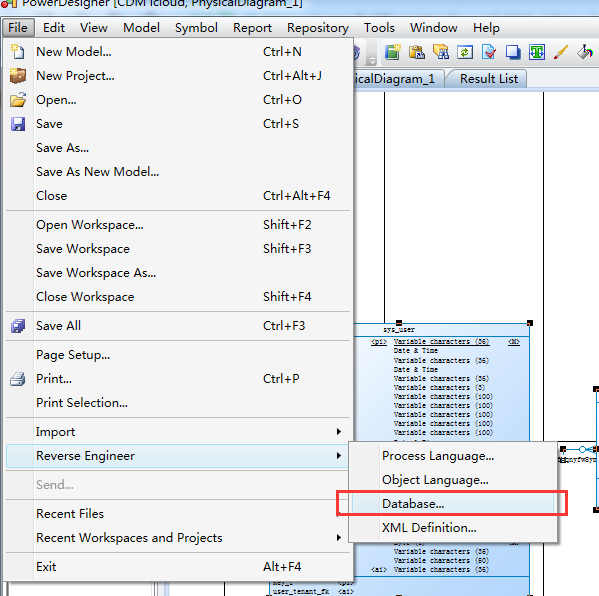 PowerDesigner [CDM icloud, PhysicalDiagram_1]
File Edit View Model Symbol Report Repository Tools Window Help
New Model... Ctrl+N
New Project... Ctrl+Alt+J
Open... Ctrl+O
Save Ctrl+S
Save As...
Save As New Model...
Close Ctrl+Alt+F4
Open Workspace... Shift+F2
Save Workspace Shift+F3
Save Workspace As...
Close Workspace Shift+F4
Save All Ctrl+F3
Page Setup...
Print... Ctrl+P
Print Selection...
Import
Reverse Engineer
Send...
Recent Files
Recent Workspaces and Projects
Exit Alt+F4
Process Language...
Object Language...
Database...
XML Definition...
icalDiagram_1 Result List
sys_user
<pi> Variable characters (36) <M>
Date & Time
Variable characters (36)
Date & Time
Variable characters (36)
Variable characters (3)
Variable characters (100)
Variable characters (100)
Variable characters (100)
Variable characters (100)
Variable characters (100)
Variable characters (35)
Variable characters (50)
<ai> Variable characters (36)
user_tenant_fk <ai>